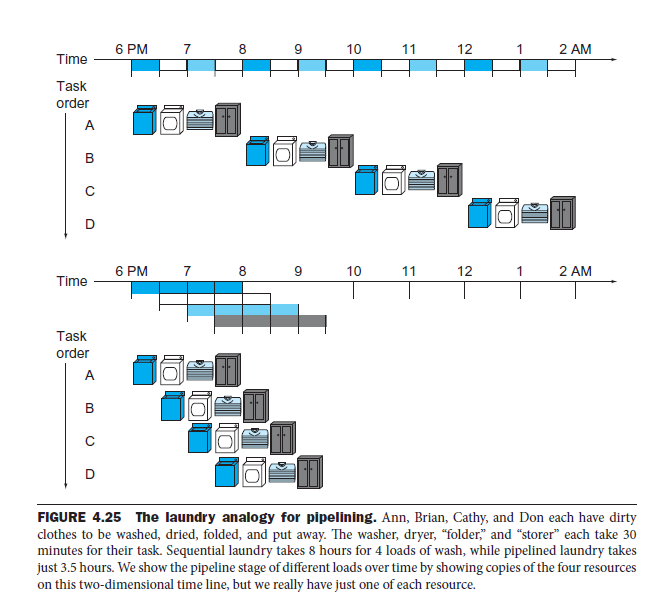 6 PM 7 8 9 10 11 12 1 2 AM
Time
Task
order
A
B
C
D
6 PM 7 8 9 10 11 12 1 2 AM
Time
Task
order
A
B
C
D
FIGURE 4.25 The laundry analogy for pipelining. Ann, Brian, Cathy, and Don each have dirty
clothes to be washed, dried, folded, and put away. The washer, dryer, “folder,” and “storer” each take 30
minutes for their task. Sequential laundry takes 8 hours for 4 loads of wash, while pipelined laundry takes
just 3.5 hours. We show the pipeline stage of different loads over time by showing copies of the four resources
on this two-dimensional time line, but we really have just one of each resource.